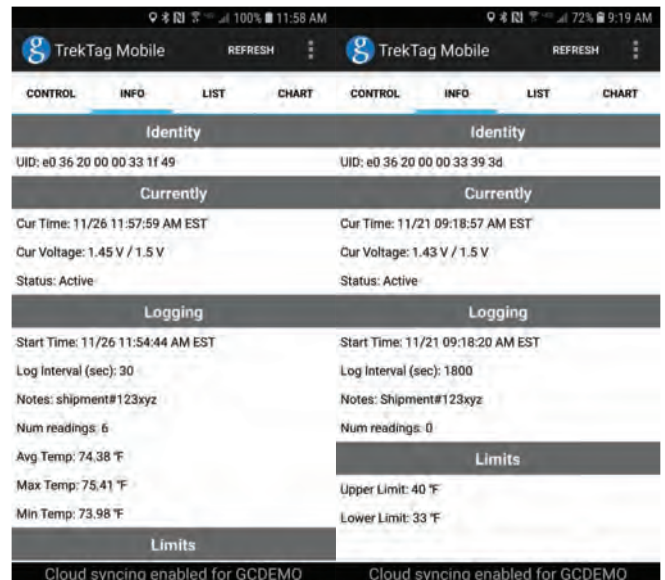 100% 11:58 AM
g TrekTag Mobile REFRESH
CONTROL INFO LIST CHART
Identity
UID: e0 36 20 00 00 33 1f 49
Currently
Cur Time: 11/26 11:57:59 AM EST
Cur Voltage: 1.45 V / 1.5 V
Status: Active
Logging
Start Time: 11/26 11:54:44 AM EST
Log Interval (sec): 30
Notes: shipment#123xyz
Num readings: 6
Avg Temp: 74.38 °F
Max Temp: 75.41 °F
Min Temp: 73.98 °F
Limits
Cloud syncing enabled for GCDEMO
72% 9:19 AM
g TrekTag Mobile REFRESH
CONTROL INFO LIST CHART
Identity
UID: e0 36 20 00 00 33 39 3d
Currently
Cur Time: 11/21 09:18:57 AM EST
Cur Voltage: 1.43 V / 1.5 V
Status: Active
Logging
Start Time: 11/21 09:18:20 AM EST
Log Interval (sec): 1800
Notes: Shipment#123xyz
Num readings: 0
Limits
Upper Limit: 40 °F
Lower Limit: 33 °F
Cloud syncing enabled for GCDEMO